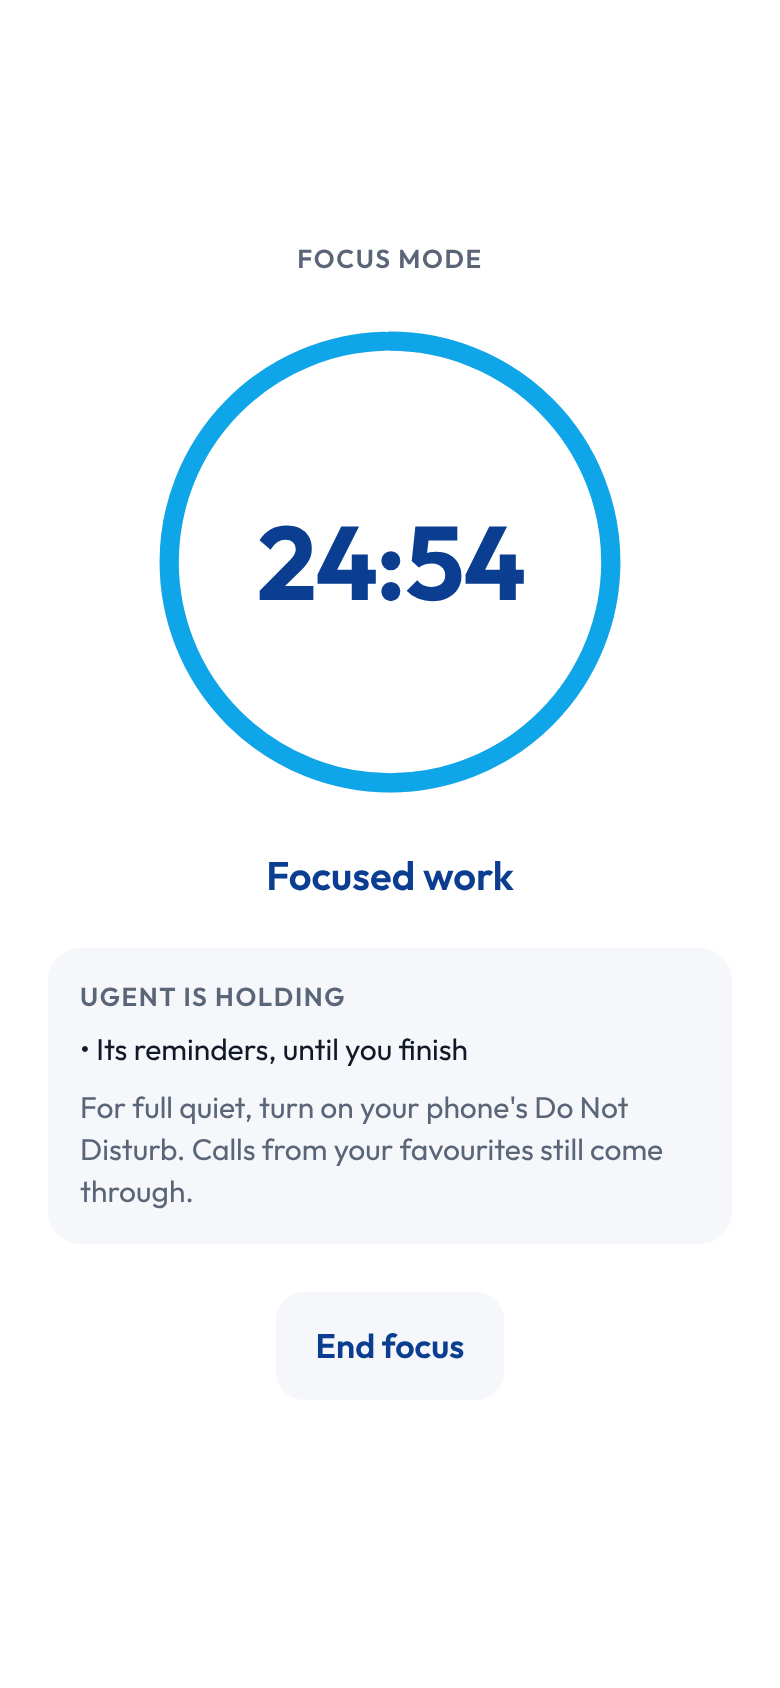 FOCUS MODE
24:54
Focused work
UGENT IS HOLDING
• Its reminders, until you finish
For full quiet, turn on your phone's Do Not
Disturb. Calls from your favourites still come
through.
End focus